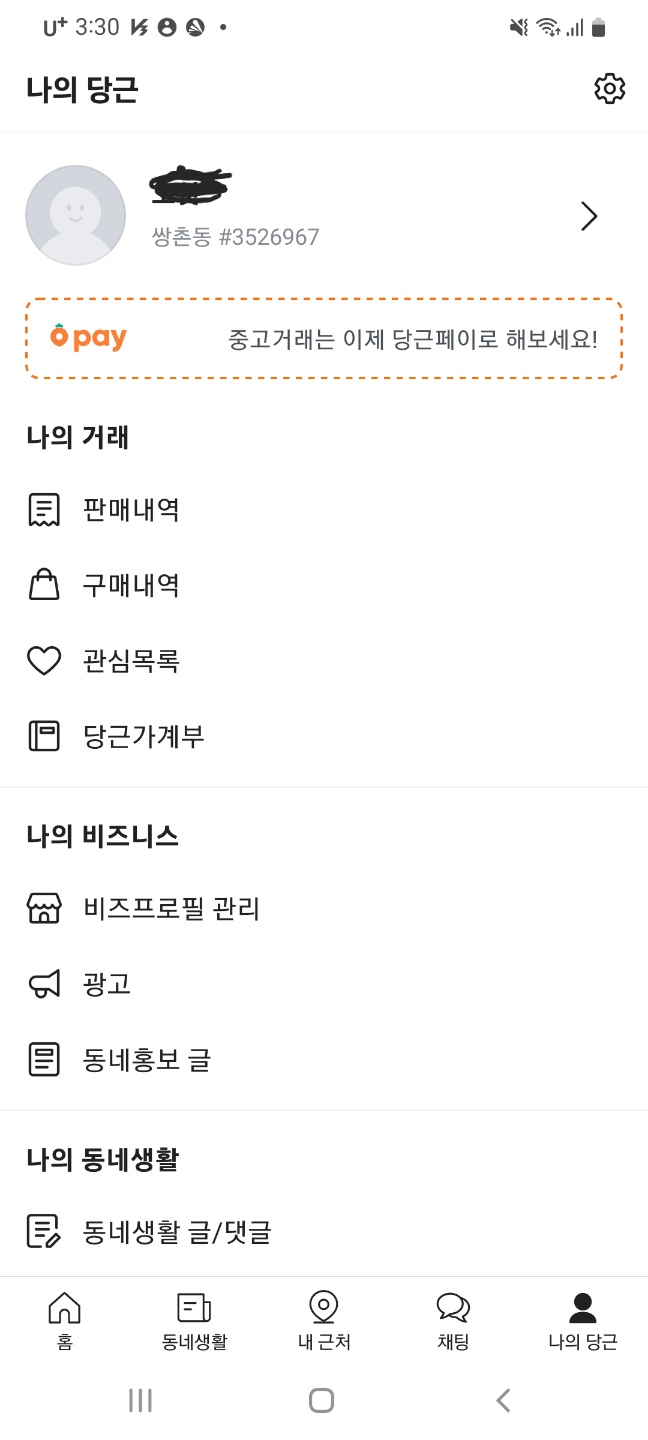 U+ 3:30
나의 당근
쌍촌동 #3526967
pay 중고거래는 이제 당근페이로 해보세요!
나의 거래
판매내역
구매내역
관심목록
당근가계부
나의 비즈니스
비즈프로필 관리
광고
동네홍보 글
나의 동네생활
동네생활 글/댓글
홈 동네생활 내 근처 채팅 나의 당근